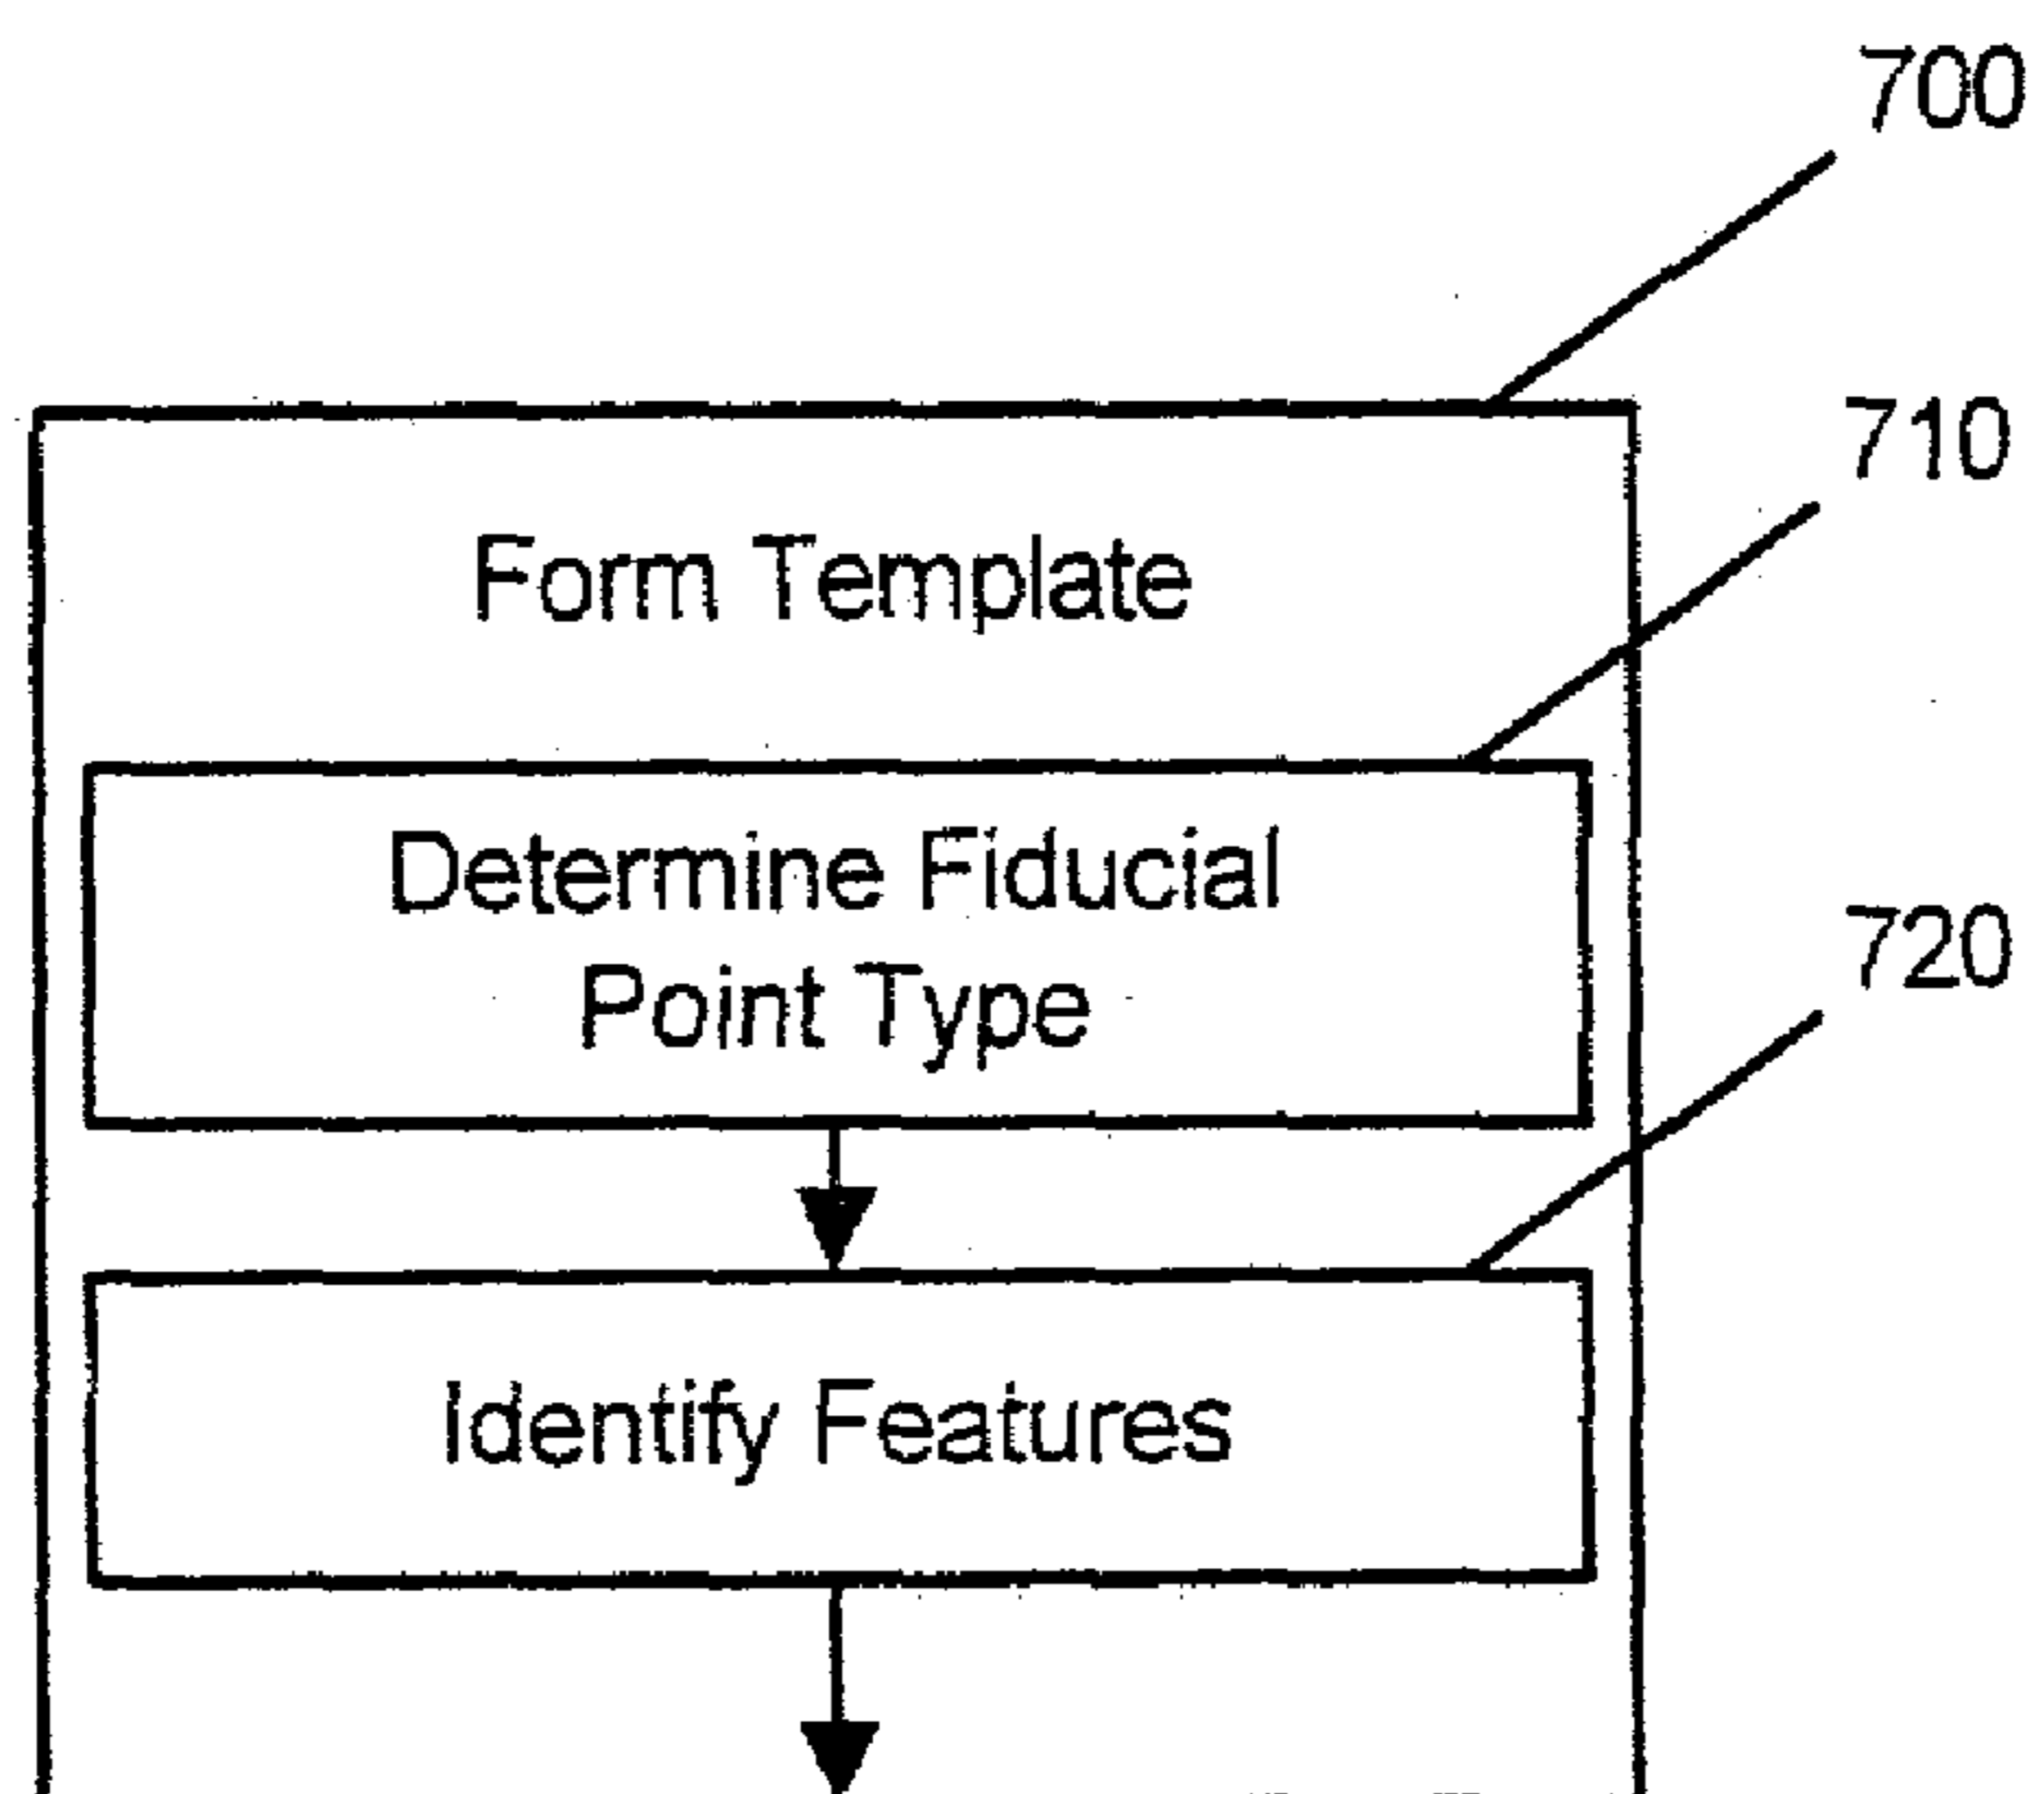 700
710
Form Template
Determine Fiducial
Point Type
720
Identify Features